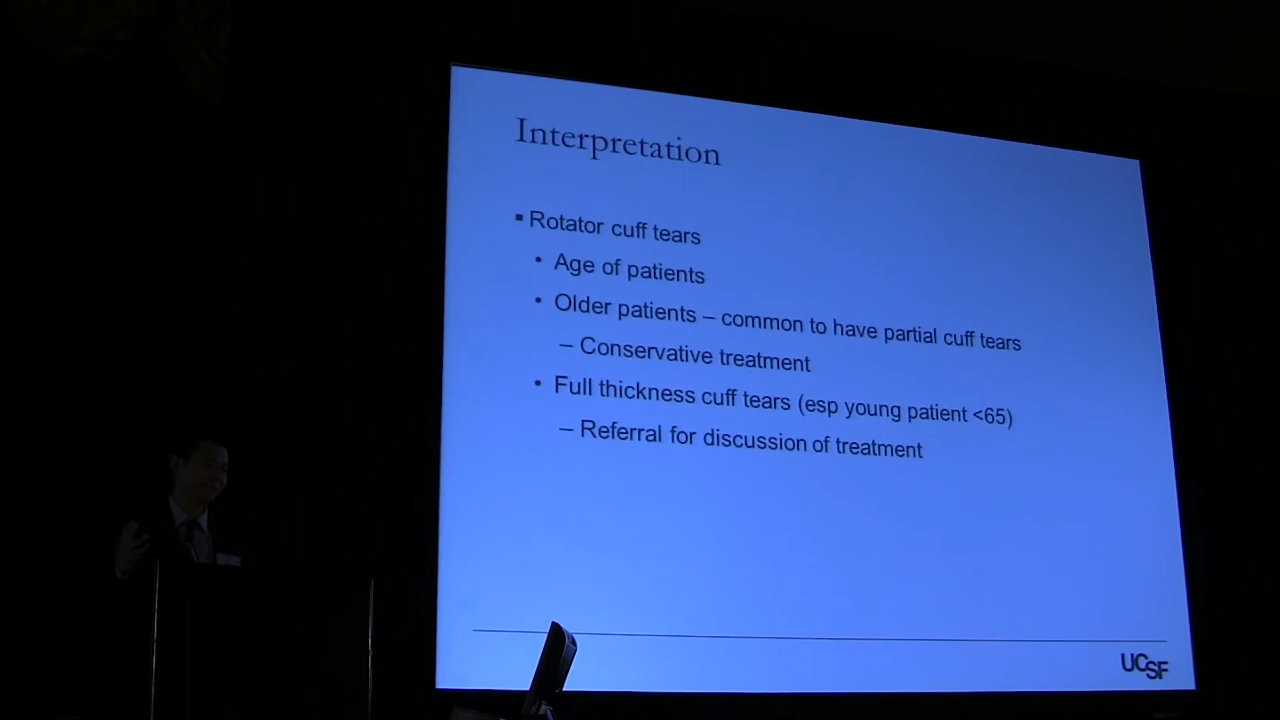 Interpretation
▪ Rotator cuff tears
• Age of patients
• Older patients – common to have partial cuff tears
– Conservative treatment
• Full thickness cuff tears (esp young patient <65)
– Referral for discussion of treatment
UCSF